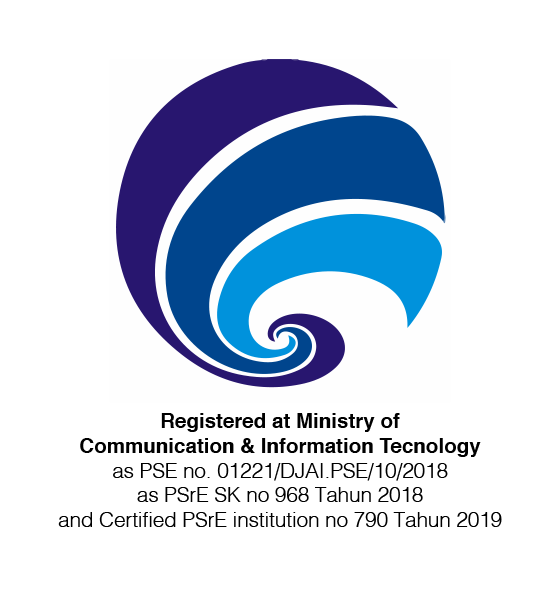 Registered at Ministry of
Communication & Information Tecnology
as PSE no. 01221/DJAI.PSE/10/2018
as PSrE SK no 968 Tahun 2018
and Certified PSrE institution no 790 Tahun 2019